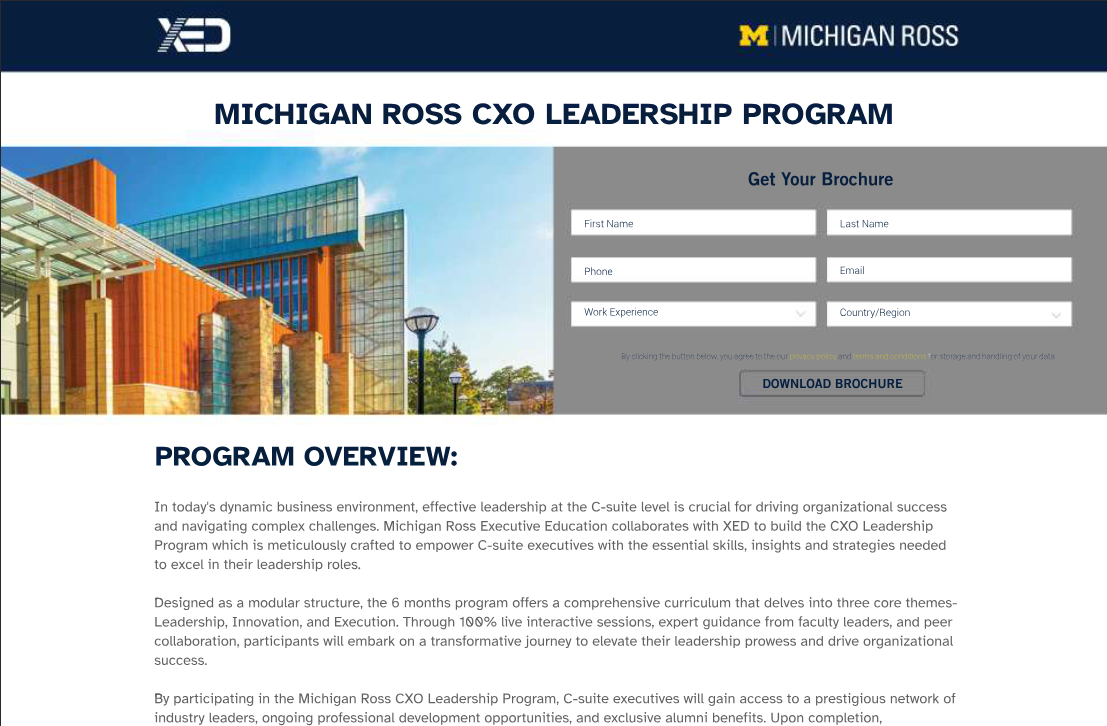 XED
M | MICHIGAN ROSS
MICHIGAN ROSS CXO LEADERSHIP PROGRAM
Get Your Brochure
First Name
Last Name
Phone
Email
Work Experience
Country/Region
By clicking the button below, you agree to the our privacy policy and terms and conditions for storage and handling of your data
DOWNLOAD BROCHURE
PROGRAM OVERVIEW:
In today's dynamic business environment, effective leadership at the C-suite level is crucial for driving organizational success
and navigating complex challenges. Michigan Ross Executive Education collaborates with XED to build the CXO Leadership
Program which is meticulously crafted to empower C-suite executives with the essential skills, insights and strategies needed
to excel in their leadership roles.
Designed as a modular structure, the 6 months program offers a comprehensive curriculum that delves into three core themes-
Leadership, Innovation, and Execution. Through 100% live interactive sessions, expert guidance from faculty leaders, and peer
collaboration, participants will embark on a transformative journey to elevate their leadership prowess and drive organizational
success.
By participating in the Michigan Ross CXO Leadership Program, C-suite executives will gain access to a prestigious network of
industry leaders, ongoing professional development opportunities, and exclusive alumni benefits. Upon completion,